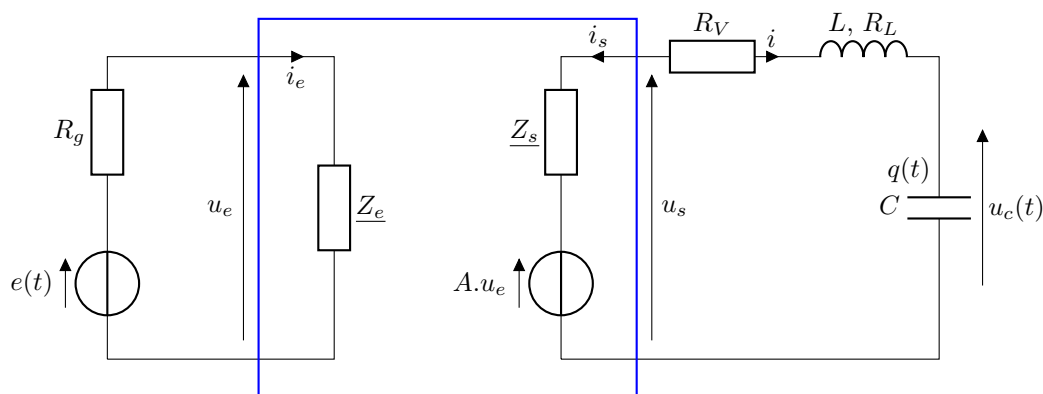 R_g
e(t)
u_e
i_e
Z_e
i_s
Z_s
A.u_e
u_s
R_V
i
L, R_L
q(t)
C
u_c(t)